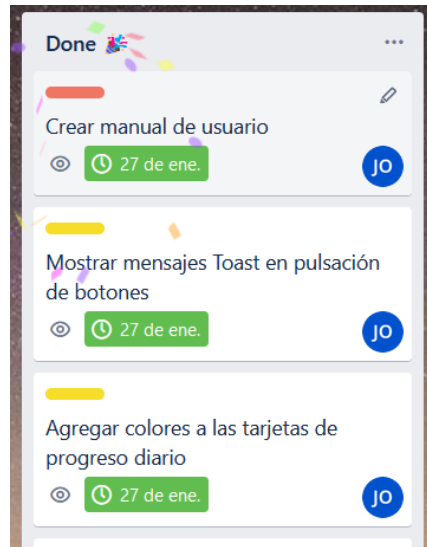 Done 🎉
Crear manual de usuario
27 de ene.
JO
Mostrar mensajes Toast en pulsación
de botones
27 de ene.
JO
Agregar colores a las tarjetas de
progreso diario
27 de ene.
JO